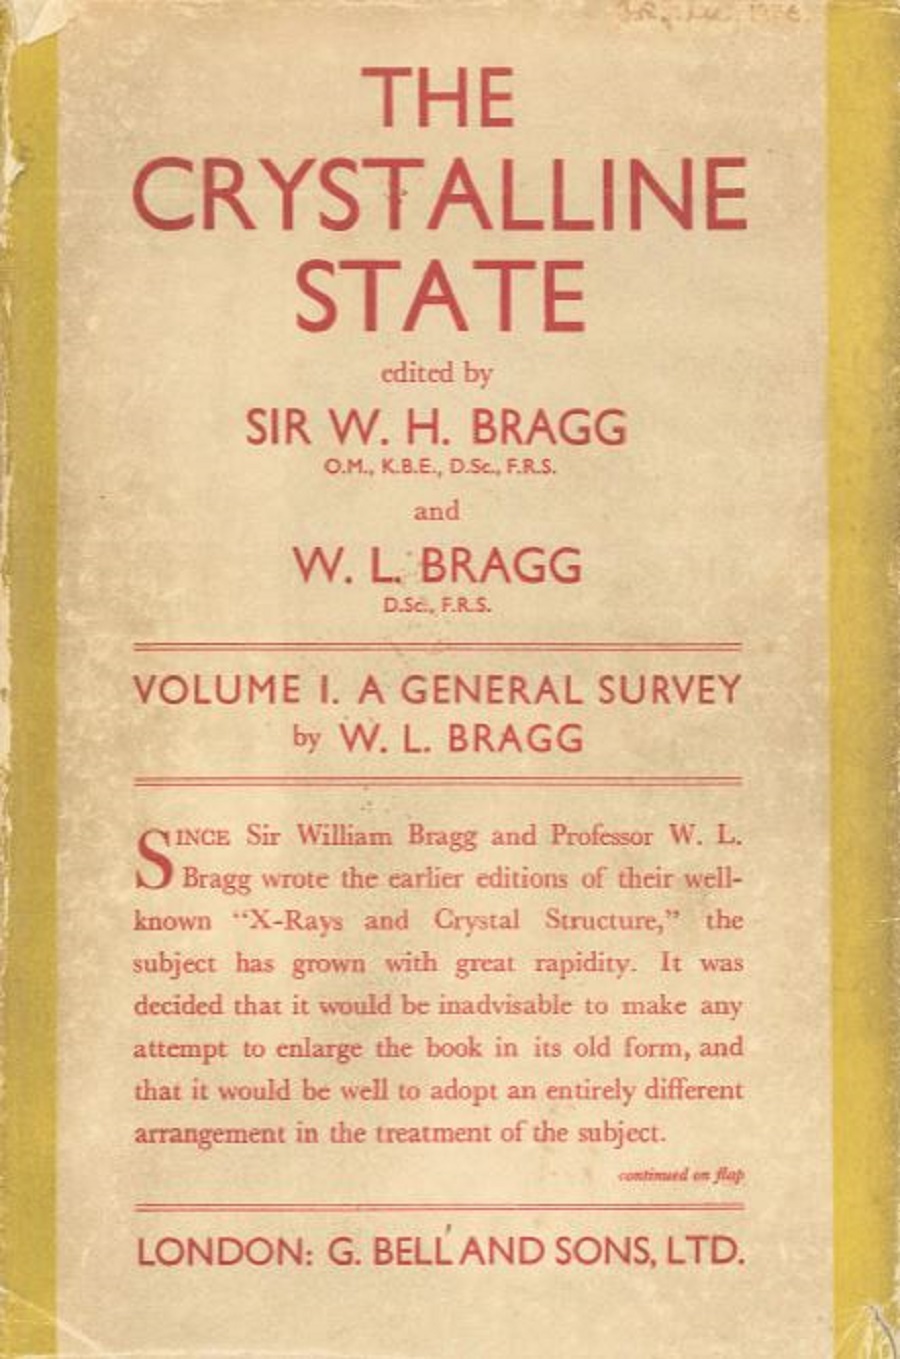 THE
CRYSTALLINE
STATE
edited by
SIR W. H. BRAGG
O.M., K.B.E., D.Sc., F.R.S.
and
W. L. BRAGG
D.Sc., F.R.S.
VOLUME I. A GENERAL SURVEY
by W. L. BRAGG
SINCE Sir William Bragg and Professor W. L.
Bragg wrote the earlier editions of their well-
known "X-Rays and Crystal Structure," the
subject has grown with great rapidity. It was
decided that it would be inadvisable to make any
attempt to enlarge the book in its old form, and
that it would be well to adopt an entirely different
arrangement in the treatment of the subject.
continued on flap
LONDON: G. BELL AND SONS, LTD.